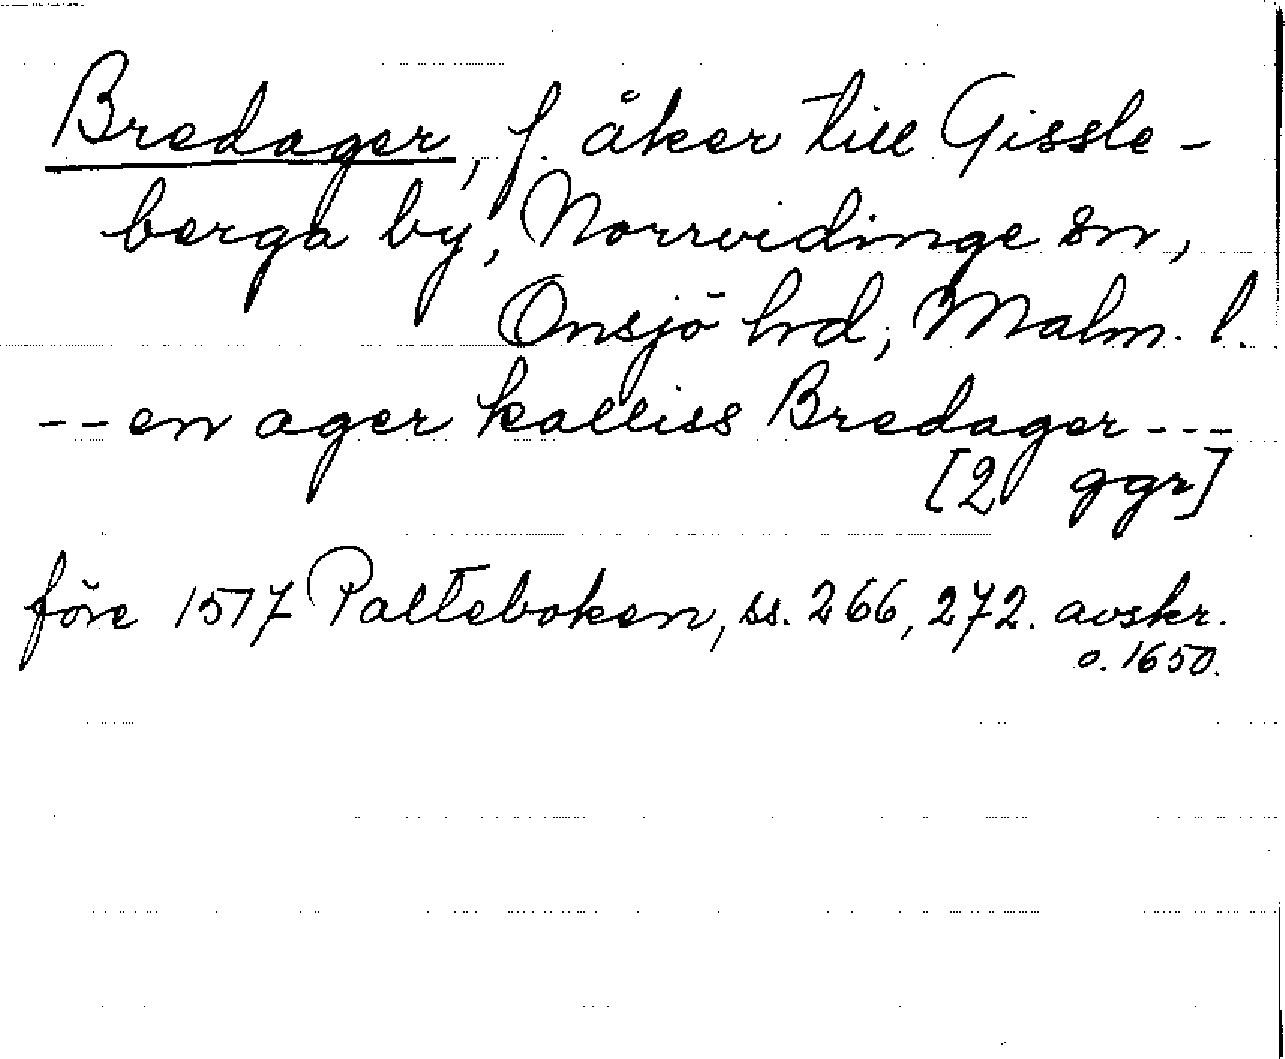 Bredager, f. åker till Gissle-
berga by, Norrvidinge sn,
Onsjö hd, Malm. l.
-- en ager kalliss Bredager ---
[2 ggr]
före 1517 Palteboken, ss. 266, 272. avskr.
o. 1650.